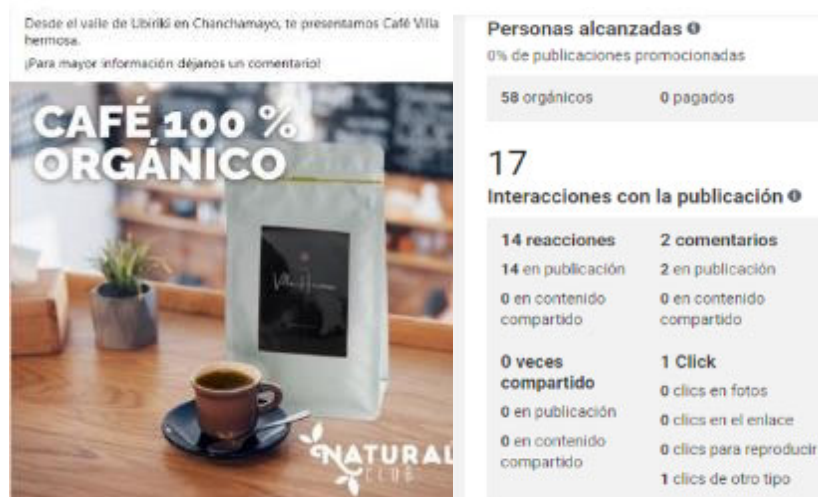 Desde el valle de Ubiriki en Chanchamayo, te presentamos Café Villa
hermosa.
¡Para mayor información déjanos un comentario!
CAFÉ 100 %
ORGÁNICO
NATURAL
CLUB
Personas alcanzadas
0% de publicaciones promocionadas
58 orgánicos 0 pagados
17
Interacciones con la publicación
14 reacciones 2 comentarios
14 en publicación 2 en publicación
0 en contenido 0 en contenido
compartido compartido
0 veces 1 Click
compartido 0 clics en fotos
0 en publicación 0 clics en el enlace
0 en contenido 0 clics para reproducir
compartido 1 clics de otro tipo